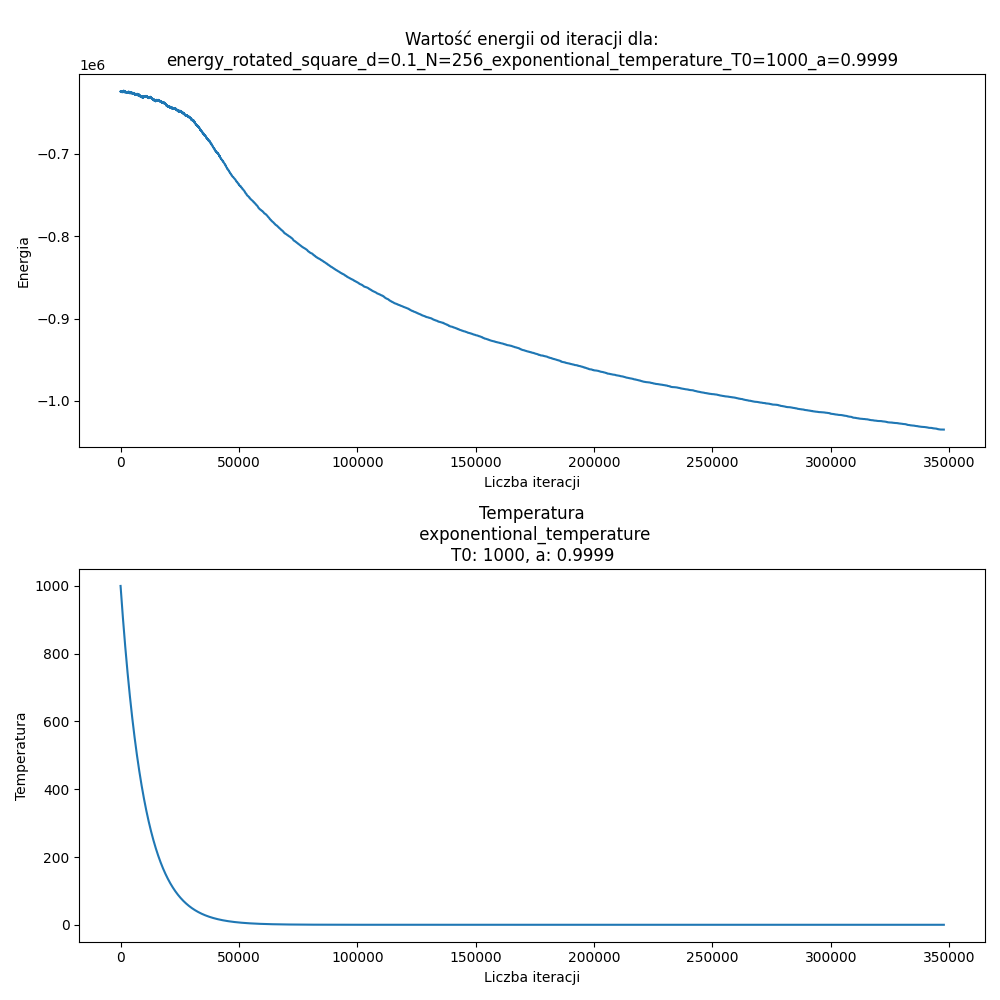 Wartość energii od iteracji dla:
energy_rotated_square_d=0.1_N=256_exponentional_temperature_T0=1000_a=0.9999
1e6
−0.7
−0.8
−0.9
−1.0
Energia
0 50000 100000 150000 200000 250000 300000 350000
Liczba iteracji
Temperatura
exponentional_temperature
T0: 1000, a: 0.9999
1000
800
600
400
200
0
Temperatura
0 50000 100000 150000 200000 250000 300000 350000
Liczba iteracji